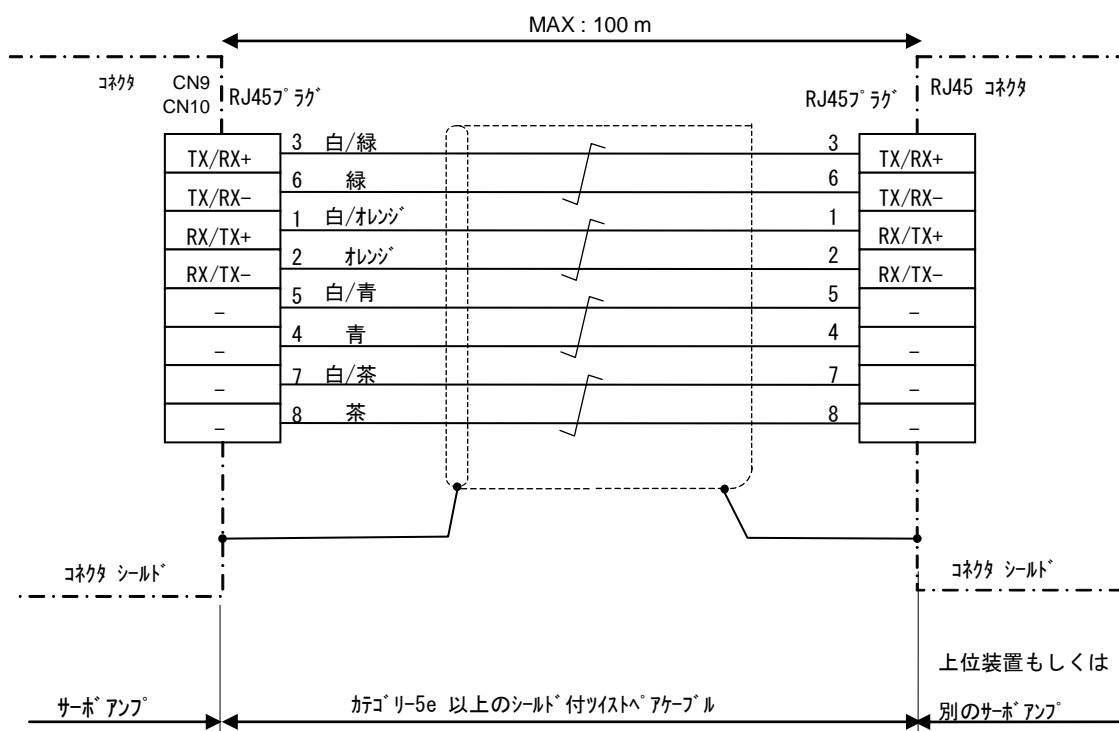 MAX : 100 m
ｺﾈｸﾀ CN9
CN10
RJ45ﾌﾟﾗｸﾞ
RJ45ﾌﾟﾗｸﾞ
RJ45 ｺﾈｸﾀ
TX/RX+ 3 白/緑 3 TX/RX+
TX/RX− 6 緑 6 TX/RX−
RX/TX+ 1 白/ｵﾚﾝｼﾞ 1 RX/TX+
RX/TX− 2 ｵﾚﾝｼﾞ 2 RX/TX−
− 5 白/青 5 −
− 4 青 4 −
− 7 白/茶 7 −
− 8 茶 8 −
ｺﾈｸﾀ ｼｰﾙﾄﾞ
ｺﾈｸﾀ ｼｰﾙﾄﾞ
ｻｰﾎﾞｱﾝﾌﾟ
ｶﾃｺﾞﾘｰ5e 以上のｼｰﾙﾄﾞ付ﾂｲｽﾄﾍﾟｱｹｰﾌﾞﾙ
上位装置もしくは
別のｻｰﾎﾞｱﾝﾌﾟ